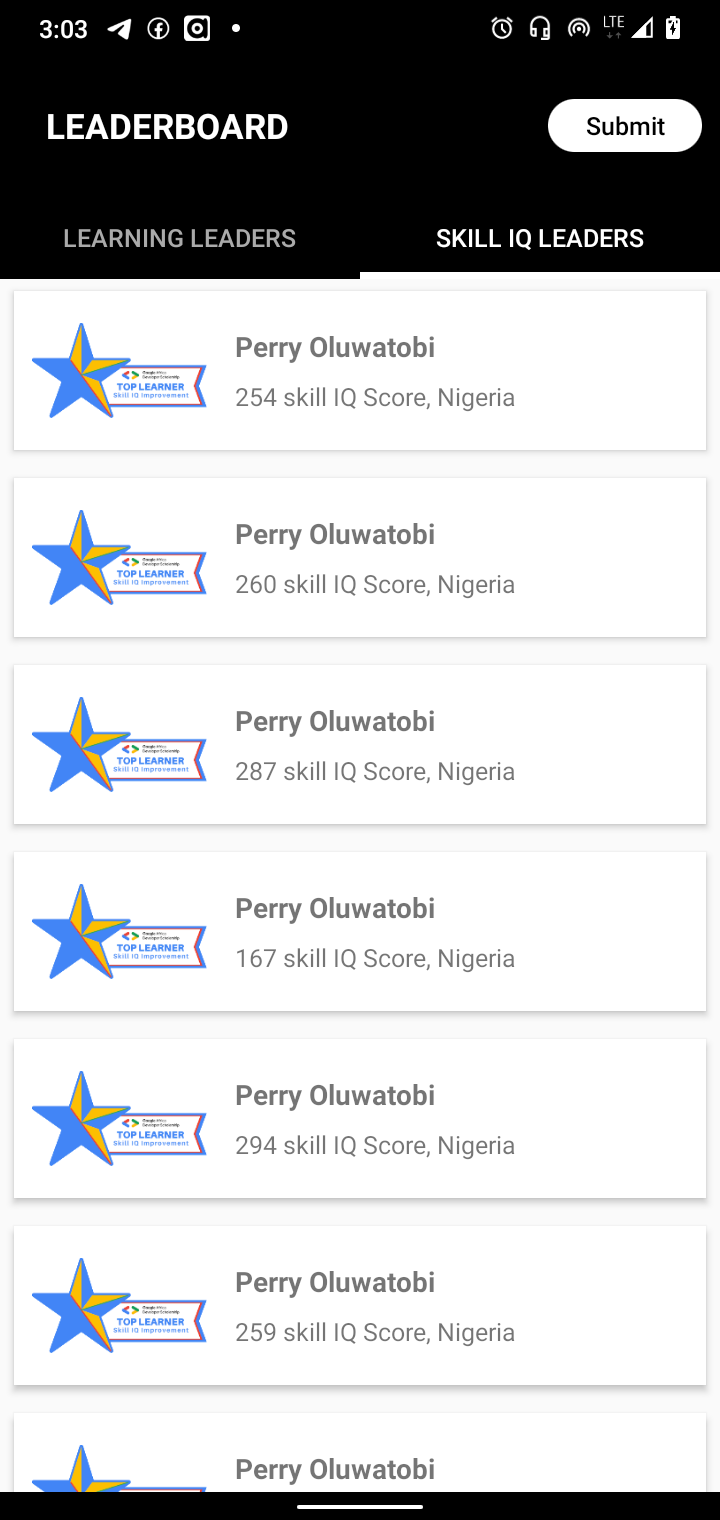 3:03
LTE
LEADERBOARD
Submit
LEARNING LEADERS
SKILL IQ LEADERS
Perry Oluwatobi
TOP LEARNER
Skill IQ Improvement
254 skill IQ Score, Nigeria
Perry Oluwatobi
TOP LEARNER
Skill IQ Improvement
260 skill IQ Score, Nigeria
Perry Oluwatobi
TOP LEARNER
Skill IQ Improvement
287 skill IQ Score, Nigeria
Perry Oluwatobi
TOP LEARNER
Skill IQ Improvement
167 skill IQ Score, Nigeria
Perry Oluwatobi
TOP LEARNER
Skill IQ Improvement
294 skill IQ Score, Nigeria
Perry Oluwatobi
TOP LEARNER
Skill IQ Improvement
259 skill IQ Score, Nigeria
Perry Oluwatobi